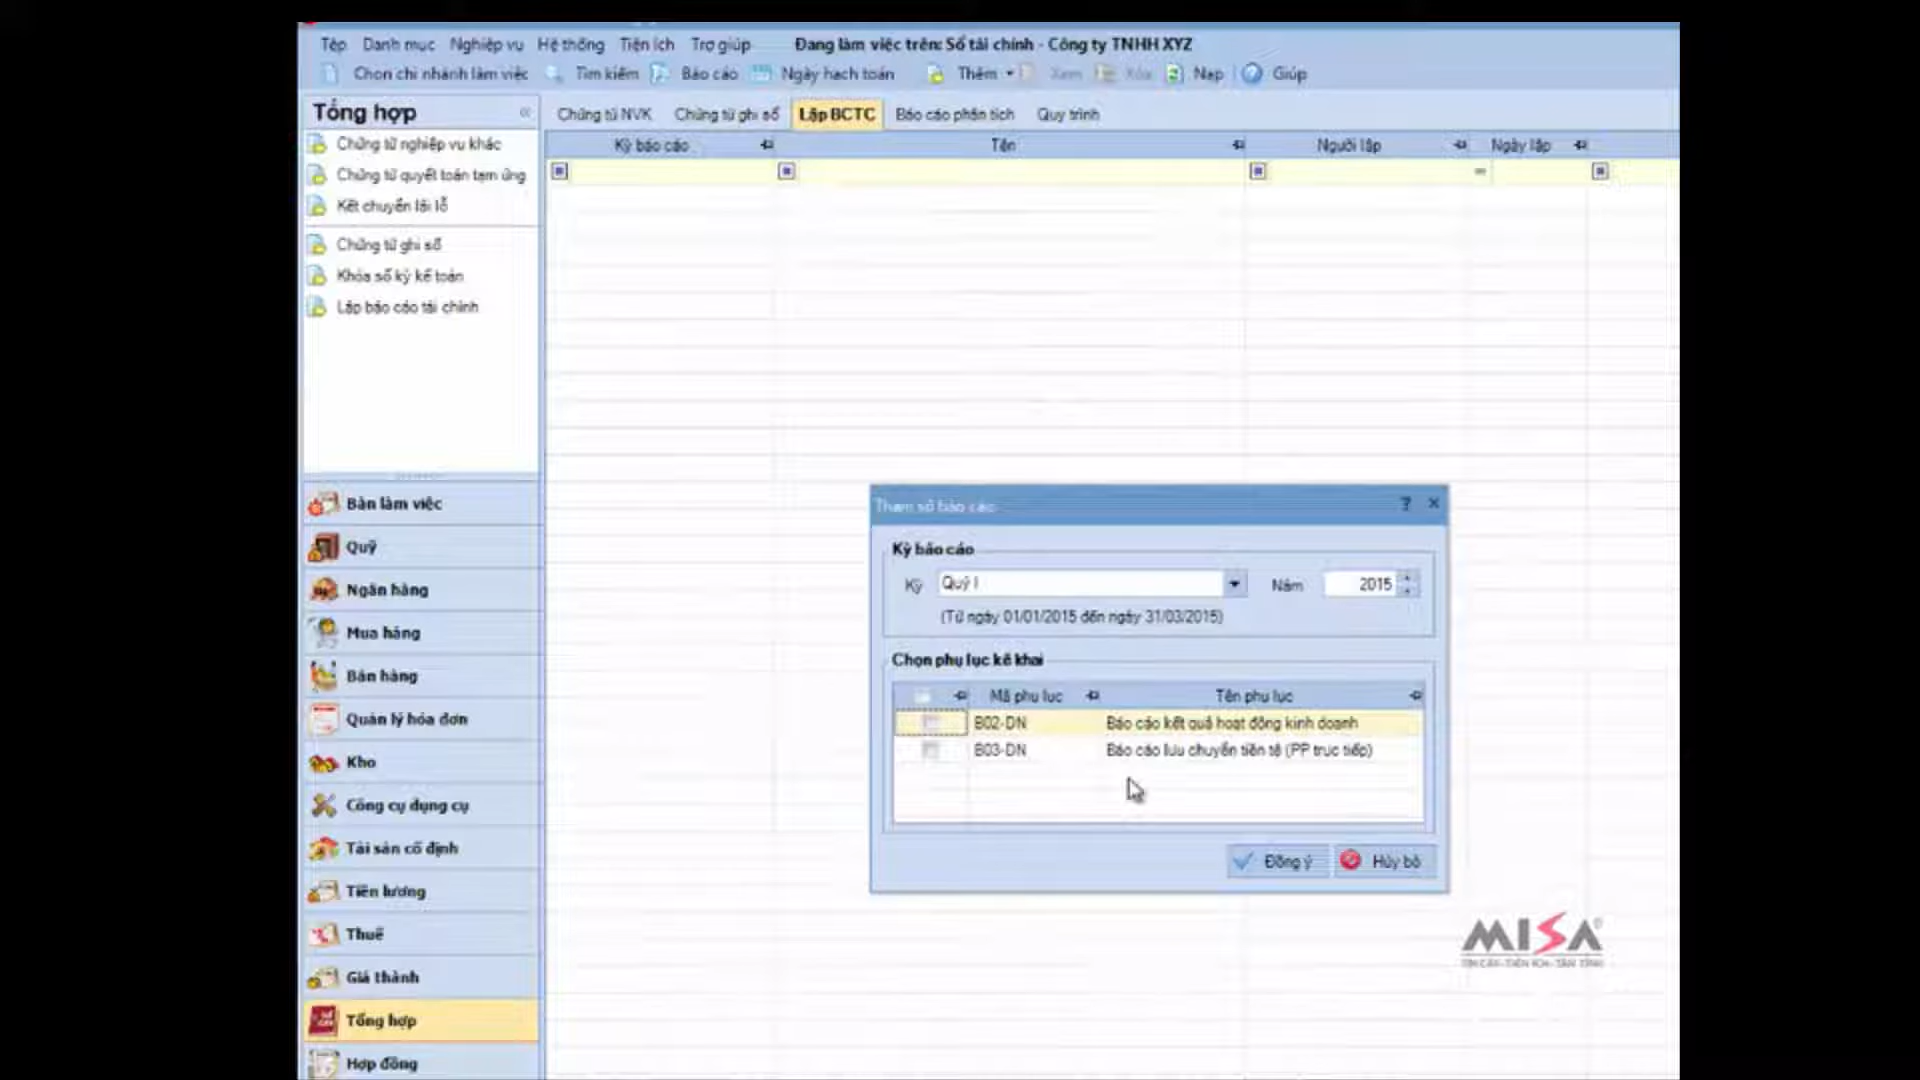 Tệp Danh mục Nghiệp vụ Hệ thống Tiện ích Trợ giúp Đang làm việc trên: Sổ tài chính - Công ty TNHH XYZ
Chọn chi nhánh làm việc Tìm kiếm Báo cáo Ngày hạch toán Thêm Xem Xóa Nạp Giúp
Tổng hợp
Chứng từ NVK Chứng từ ghi sổ Lập BCTC Báo cáo phân tích Quy trình
Kỳ báo cáo Tên Người lập Ngày lập
Chứng từ nghiệp vụ khác
Chứng từ quyết toán tạm ứng
Kết chuyển lãi lỗ
Chứng từ ghi sổ
Khóa sổ kỳ kế toán
Lập báo cáo tài chính
Bàn làm việc
Quỹ
Ngân hàng
Mua hàng
Bán hàng
Quản lý hóa đơn
Kho
Công cụ dụng cụ
Tài sản cố định
Tiền lương
Thuế
Giá thành
Tổng hợp
Hợp đồng
Tham số báo cáo
Kỳ báo cáo
Kỳ Quý I Năm 2015
(Từ ngày 01/01/2015 đến ngày 31/03/2015)
Chọn phụ lục kê khai
Mã phụ lục Tên phụ lục
B02-DN Báo cáo kết quả hoạt động kinh doanh
B03-DN Báo cáo lưu chuyển tiền tệ (PP trực tiếp)
Đồng ý Hủy bỏ
MISA